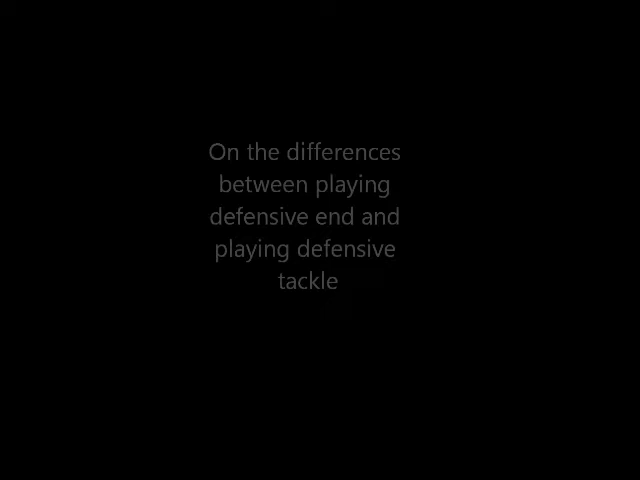 On the differences
between playing
defensive end and
playing defensive
tackle